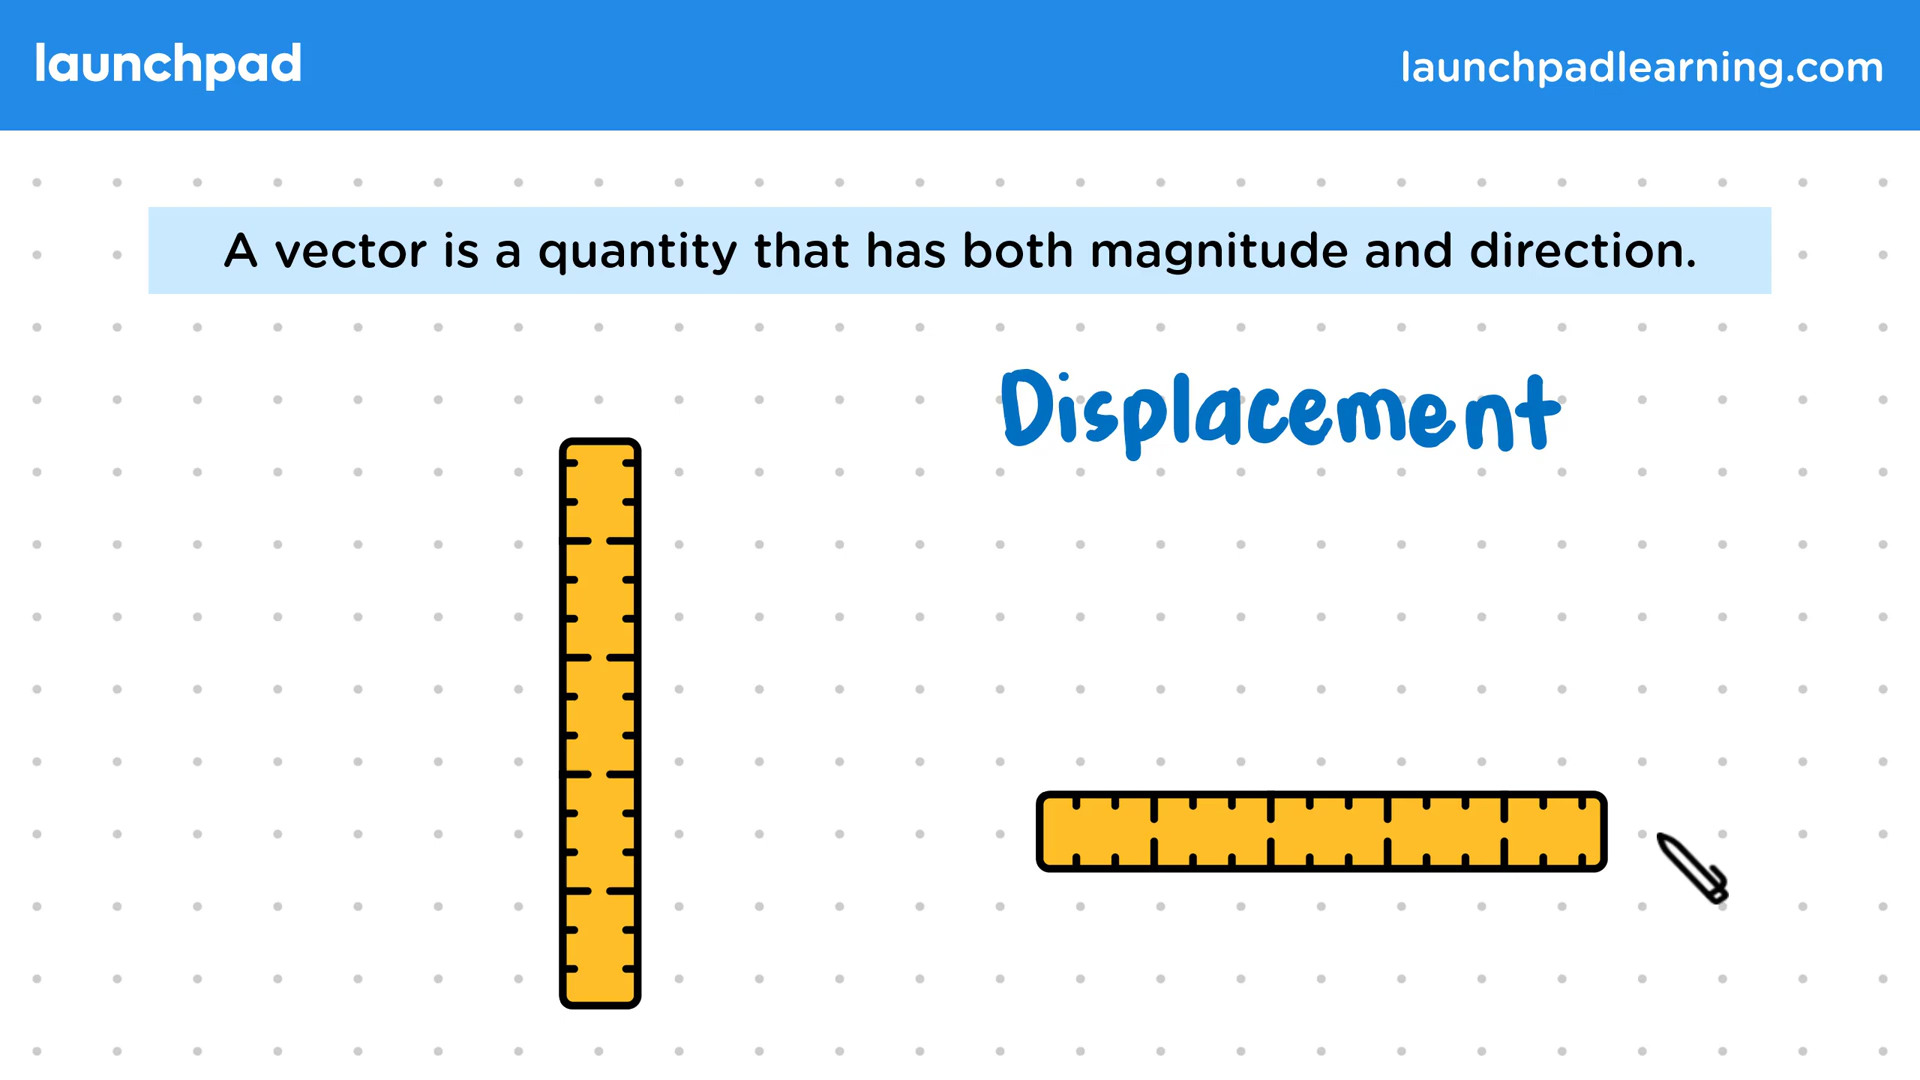 launchpad
launchpadlearning.com
A vector is a quantity that has both magnitude and direction.
Displacement